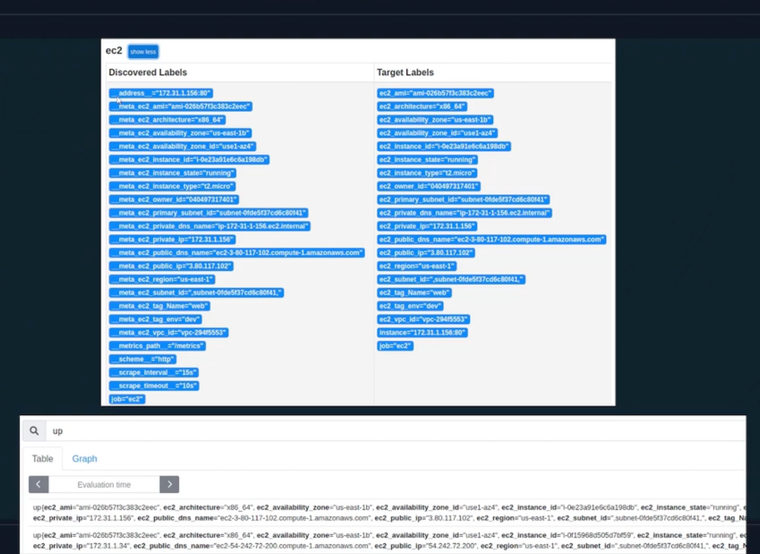 ec2 show less
Discovered Labels Target Labels
__address__="172.31.1.156:80" ec2_ami="ami-026b57f3c383c2eec"
__meta_ec2_ami="ami-026b57f3c383c2eec" ec2_architecture="x86_64"
__meta_ec2_architecture="x86_64" ec2_availability_zone="us-east-1b"
__meta_ec2_availability_zone="us-east-1b" ec2_availability_zone_id="use1-az4"
__meta_ec2_availability_zone_id="use1-az4" ec2_instance_id="i-0e23a91e6c6a198db"
__meta_ec2_instance_id="i-0e23a91e6c6a198db" ec2_instance_state="running"
__meta_ec2_instance_state="running" ec2_instance_type="t2.micro"
__meta_ec2_instance_type="t2.micro" ec2_owner_id="040497317401"
__meta_ec2_owner_id="040497317401" ec2_primary_subnet_id="subnet-0fde5f37cd6c80f41"
__meta_ec2_primary_subnet_id="subnet-0fde5f37cd6c80f41" ec2_private_dns_name="ip-172-31-1-156.ec2.internal"
__meta_ec2_private_dns_name="ip-172-31-1-156.ec2.internal" ec2_private_ip="172.31.1.156"
__meta_ec2_private_ip="172.31.1.156" ec2_public_dns_name="ec2-3-80-117-102.compute-1.amazonaws.com"
__meta_ec2_public_dns_name="ec2-3-80-117-102.compute-1.amazonaws.com" ec2_public_ip="3.80.117.102"
__meta_ec2_public_ip="3.80.117.102" ec2_region="us-east-1"
__meta_ec2_region="us-east-1" ec2_subnet_id=",subnet-0fde5f37cd6c80f41,"
__meta_ec2_subnet_id=",subnet-0fde5f37cd6c80f41," ec2_tag_Name="web"
__meta_ec2_tag_Name="web" ec2_tag_env="dev"
__meta_ec2_tag_env="dev" ec2_vpc_id="vpc-294f5553"
__meta_ec2_vpc_id="vpc-294f5553" instance="172.31.1.156:80"
__metrics_path__="/metrics" job="ec2"
__scheme__="http"
__scrape_interval__="15s"
__scrape_timeout__="10s"
job="ec2"
up
Table Graph
Evaluation time
up{ec2_ami="ami-026b57f3c383c2eec", ec2_architecture="x86_64", ec2_availability_zone="us-east-1b", ec2_availability_zone_id="use1-az4", ec2_instance_id="i-0e23a91e6c6a198db", ec2_instance_state="running",
ec2_private_ip="172.31.1.156", ec2_public_dns_name="ec2-3-80-117-102.compute-1.amazonaws.com", ec2_public_ip="3.80.117.102", ec2_region="us-east-1", ec2_subnet_id=",subnet-0fde5f37cd6c80f41,",
up{ec2_ami="ami-026b57f3c383c2eec", ec2_architecture="x86_64", ec2_availability_zone="us-east-1b", ec2_availability_zone_id="use1-az4", ec2_instance_id="i-0f15968d505d7bf59", ec2_instance_state="running",
ec2_private_ip="172.31.1.34", ec2_public_dns_name="ec2-54-242-72-200.compute-1.amazonaws.com", ec2_public_ip="54.242.72.200", ec2_region="us-east-1", ec2_subnet_id=",subnet-0fde5f37cd6c80f41,",